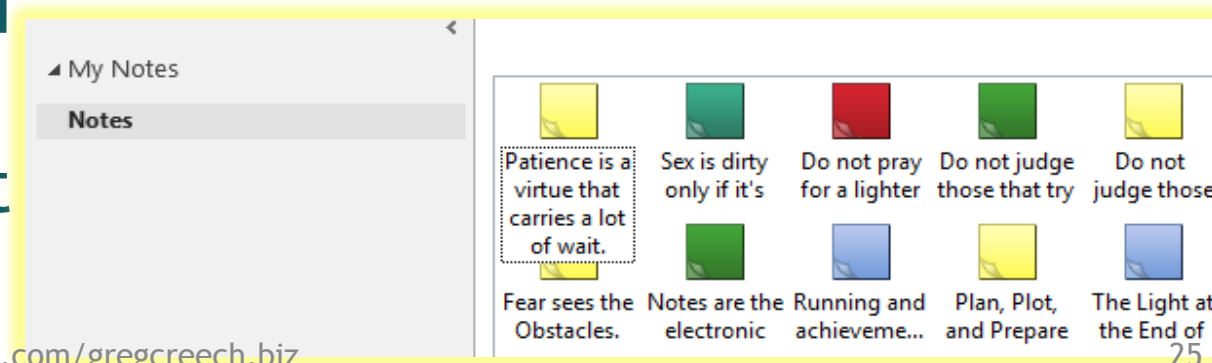 My Notes
Notes
Patience is a
virtue that
carries a lot
of wait.
Sex is dirty
only if it's
Do not pray
for a lighter
Do not judge
those that try
Do not
judge those
Fear sees the
Obstacles.
Notes are the
electronic
Running and
achieveme...
Plan, Plot,
and Prepare
The Light at
the End of
.com/gregcreech.biz
25